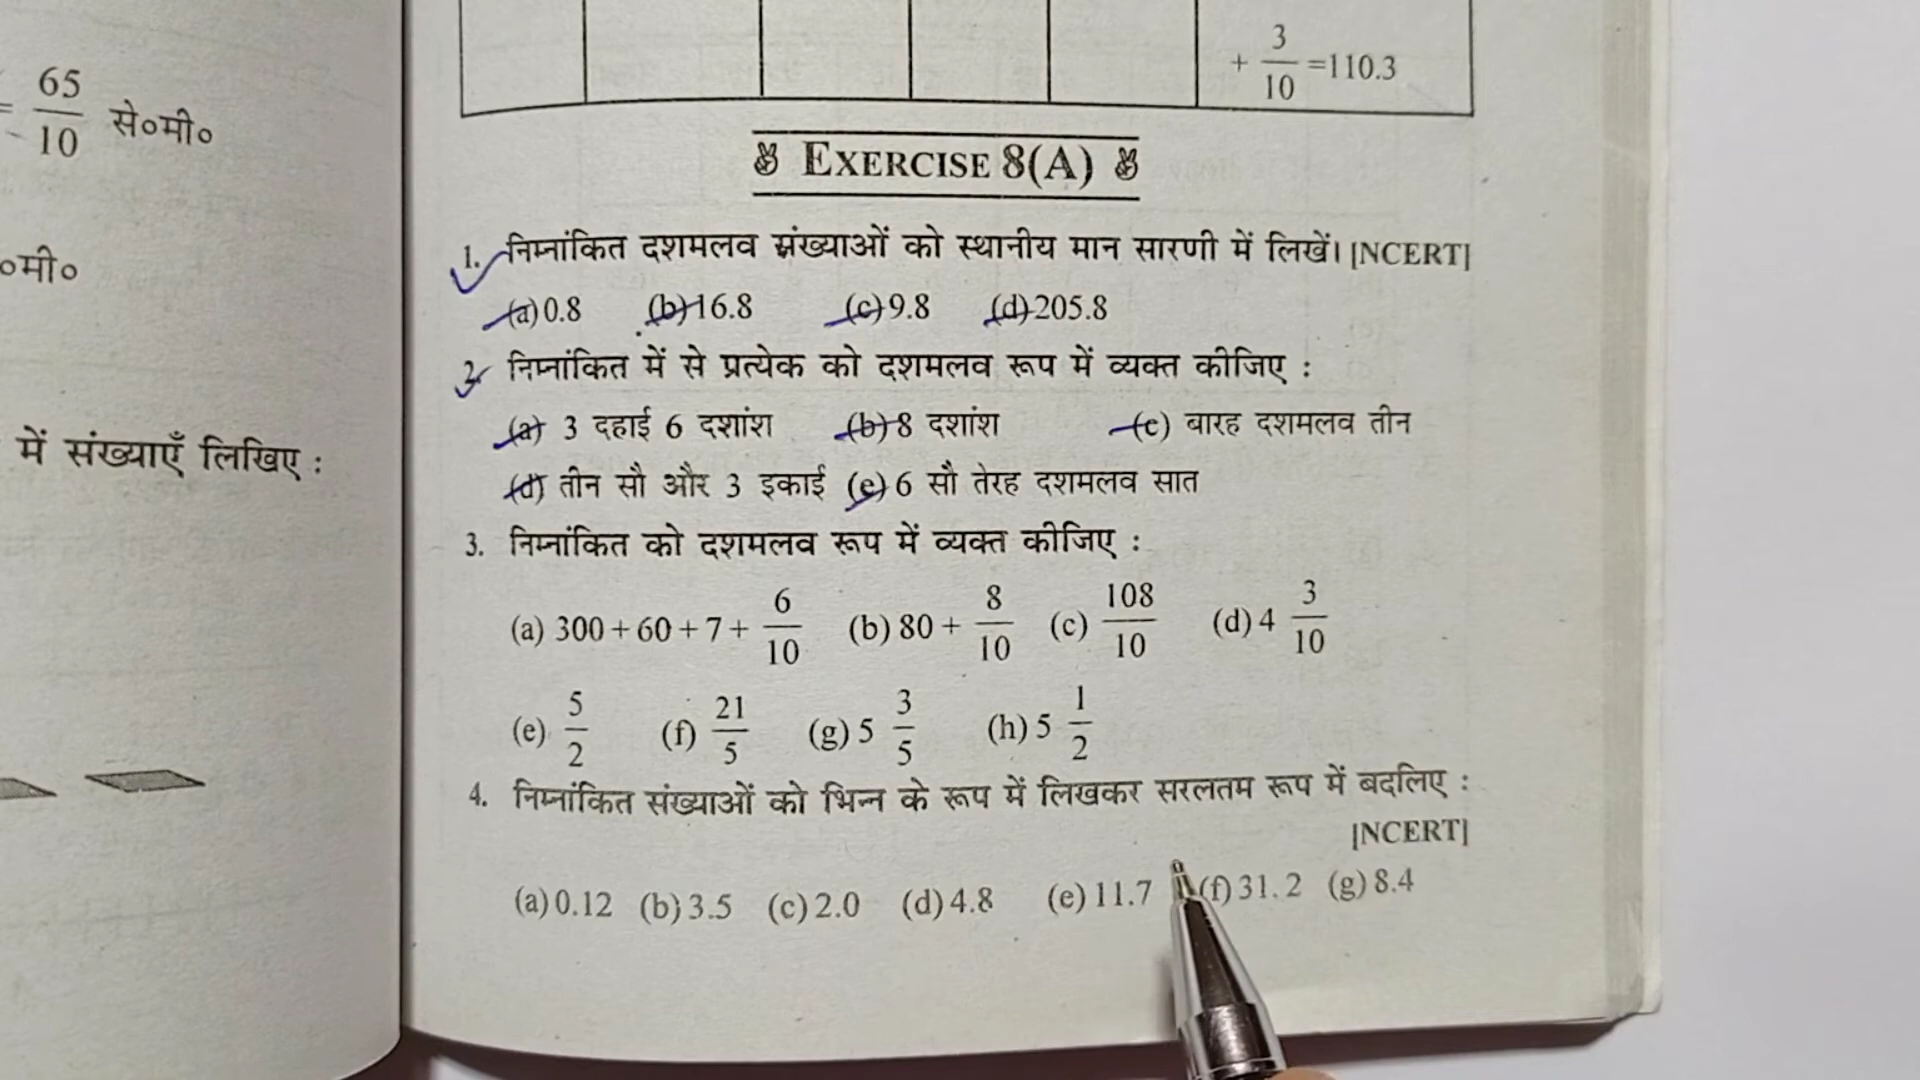 = 65/10 से०मी०
०मी०
में संख्याएँ लिखिए :
+ 3/10 =110.3
EXERCISE 8(A)
1. निम्नांकित दशमलव संख्याओं को स्थानीय मान सारणी में लिखें। [NCERT]
(a) 0.8 (b) 16.8 (c) 9.8 (d) 205.8
2. निम्नांकित में से प्रत्येक को दशमलव रूप में व्यक्त कीजिए :
(a) 3 दहाई 6 दशांश (b) 8 दशांश (c) बारह दशमलव तीन
(d) तीन सौ और 3 इकाई (e) 6 सौ तेरह दशमलव सात
3. निम्नांकित को दशमलव रूप में व्यक्त कीजिए :
(a) 300 + 60 + 7 + 6/10 (b) 80 + 8/10 (c) 108/10 (d) 4 3/10
(e) 5/2 (f) 21/5 (g) 5 3/5 (h) 5 1/2
4. निम्नांकित संख्याओं को भिन्न के रूप में लिखकर सरलतम रूप में बदलिए :
[NCERT]
(a) 0.12 (b) 3.5 (c) 2.0 (d) 4.8 (e) 11.7 (f) 31.2 (g) 8.4